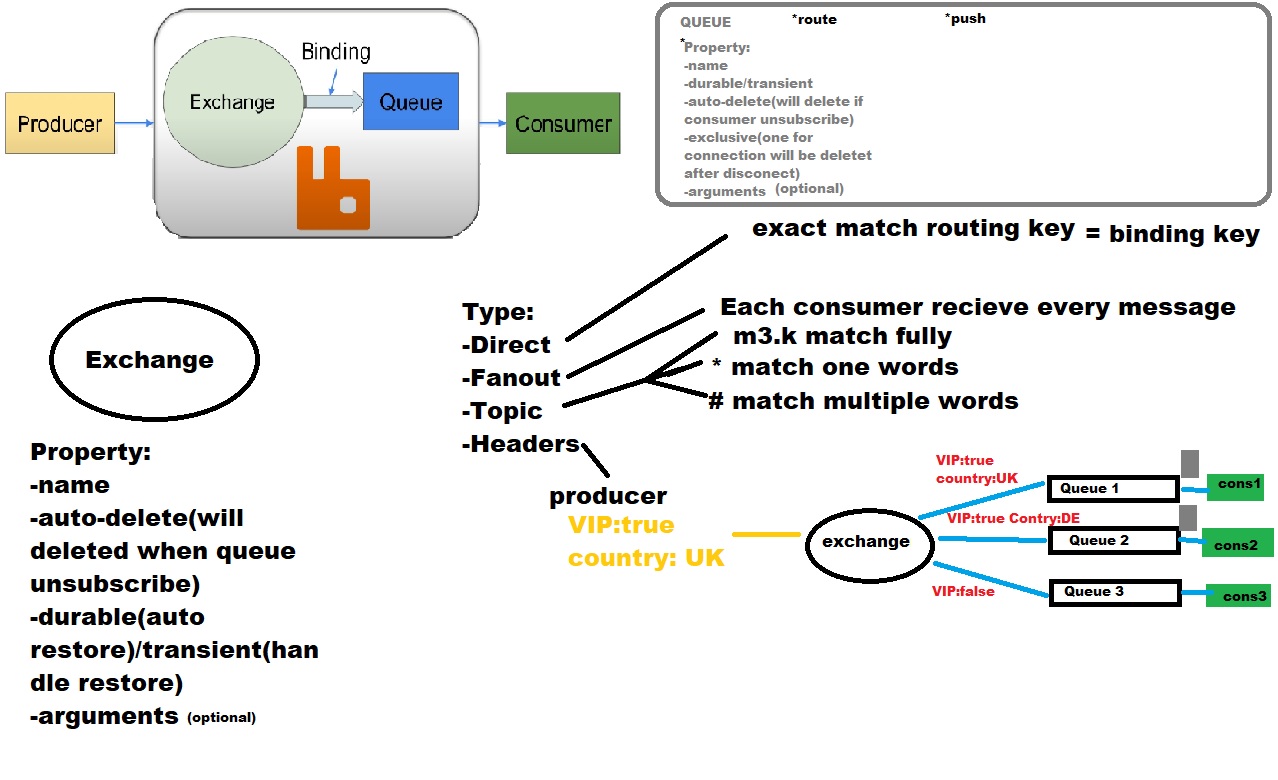 Binding
Exchange
Queue
Producer
Consumer
QUEUE
*route
*push
*
Property:
-name
-durable/transient
-auto-delete(will delete if
consumer unsubscribe)
-exclusive(one for
connection will be deletet
after disconect)
-arguments (optional)
exact match routing key = binding key
Exchange
Type:
-Direct
-Fanout
-Topic
-Headers
Each consumer recieve every message
m3.k match fully
* match one words
# match multiple words
Property:
-name
-auto-delete(will
deleted when queue
unsubscribe)
-durable(auto
restore)/transient(han
dle restore)
-arguments (optional)
producer
VIP:true
country: UK
exchange
VIP:true
country:UK
Queue 1
cons1
VIP:true Contry:DE
Queue 2
cons2
VIP:false
Queue 3
cons3